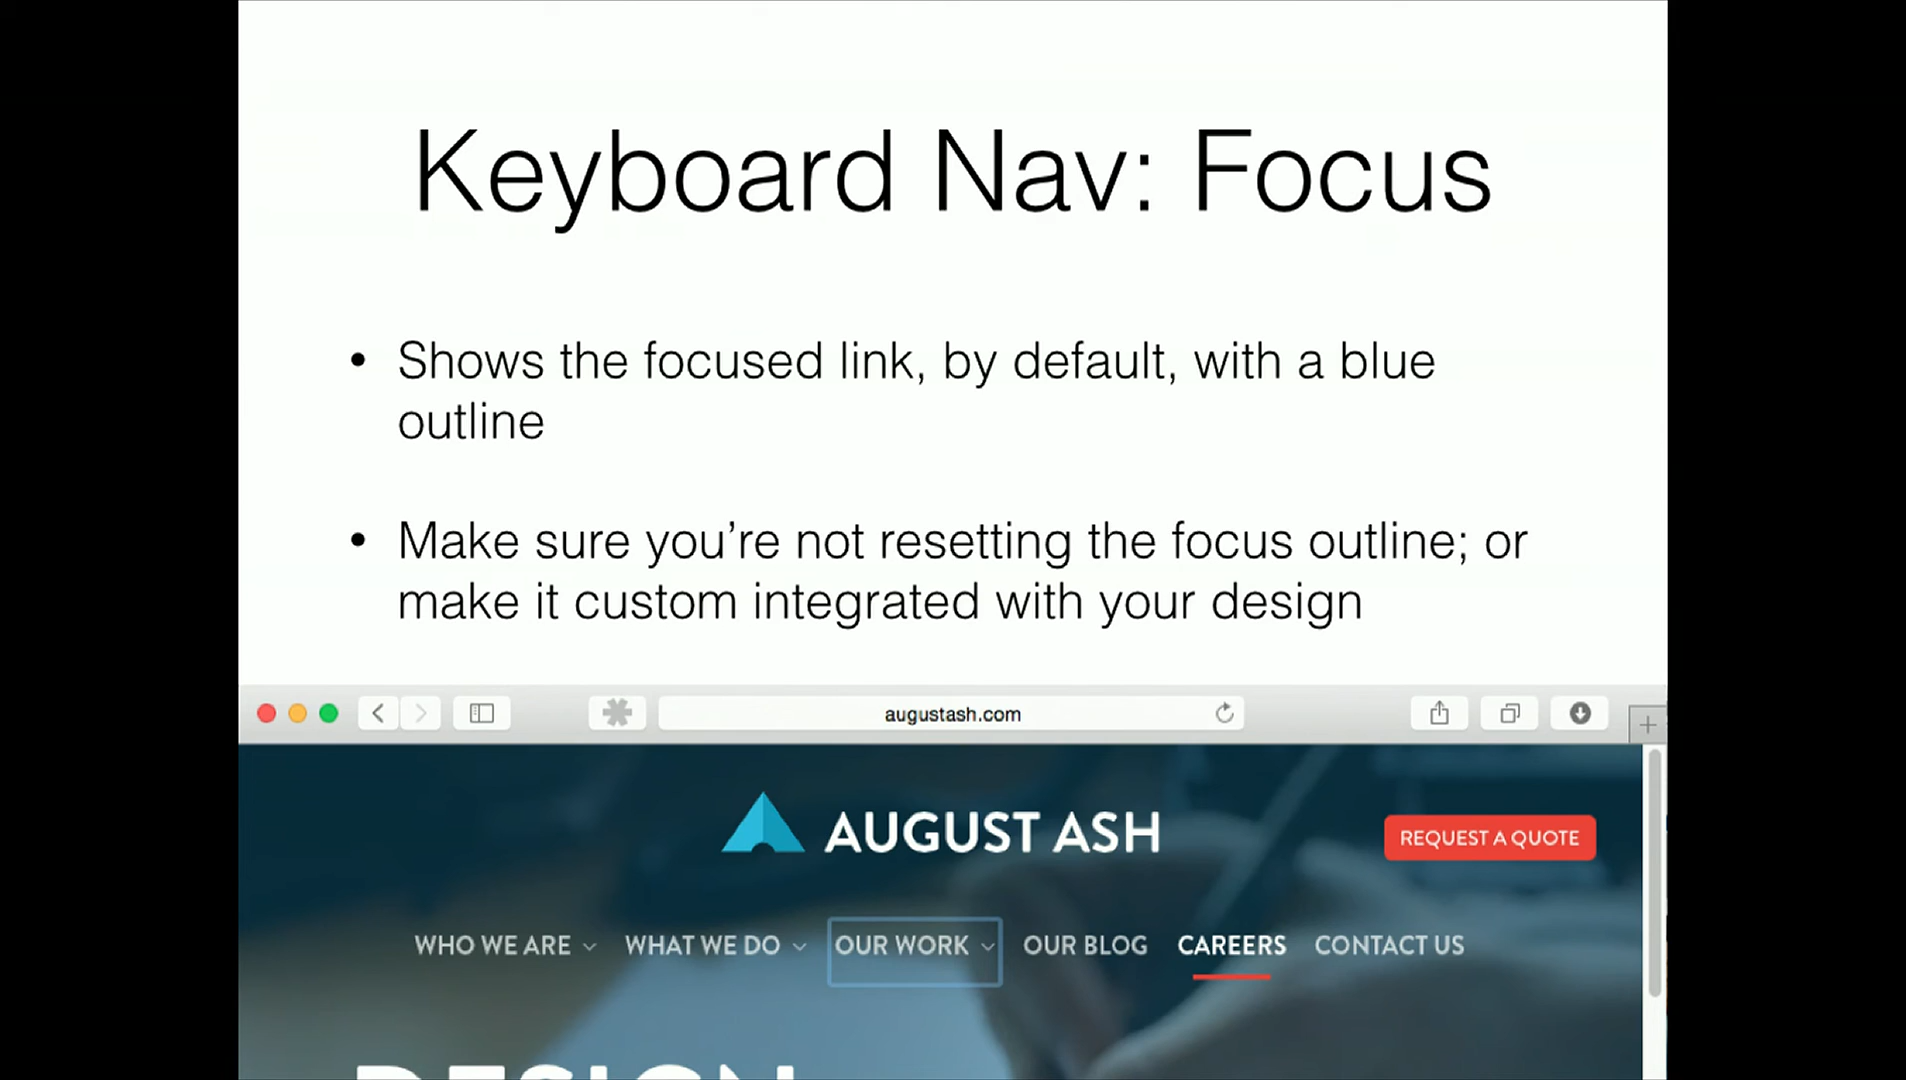 Keyboard Nav: Focus
• Shows the focused link, by default, with a blue
outline
• Make sure you’re not resetting the focus outline; or
make it custom integrated with your design
augustash.com
AUGUST ASH
REQUEST A QUOTE
WHO WE ARE WHAT WE DO OUR WORK OUR BLOG CAREERS CONTACT US
DESIGN